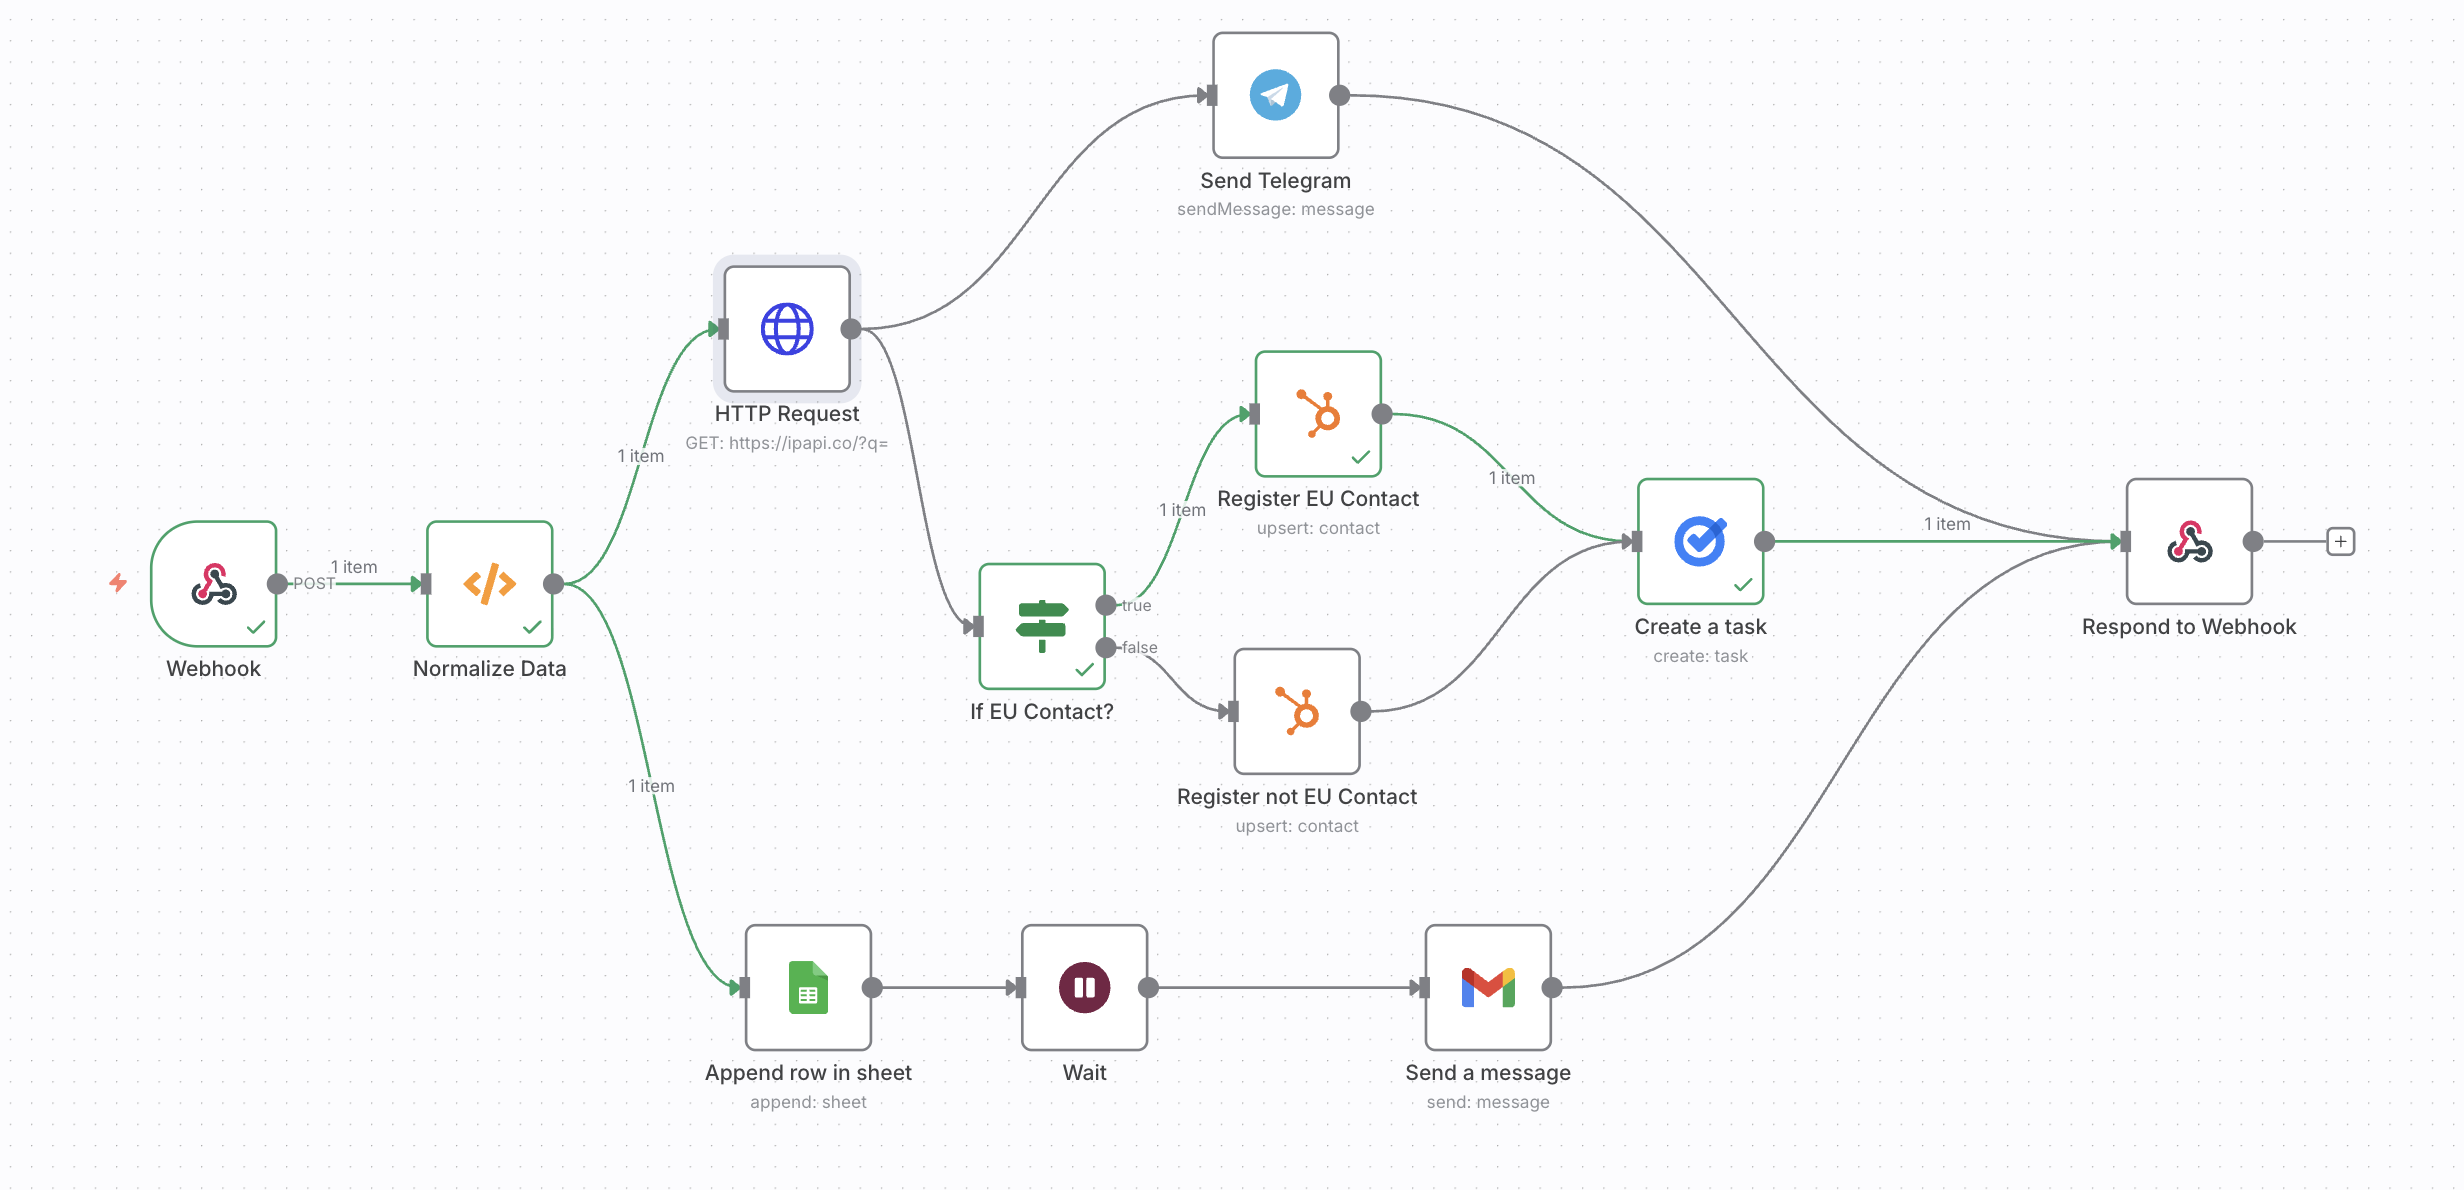 Send Telegram
sendMessage: message
HTTP Request
GET: https://ipapi.co/?q=
1 item
Register EU Contact
upsert: contact
1 item
1 item
1 item
Create a task
create: task
Respond to Webhook
+
POST
1 item
Webhook
Normalize Data
true
false
If EU Contact?
Register not EU Contact
upsert: contact
1 item
Append row in sheet
append: sheet
Wait
Send a message
send: message